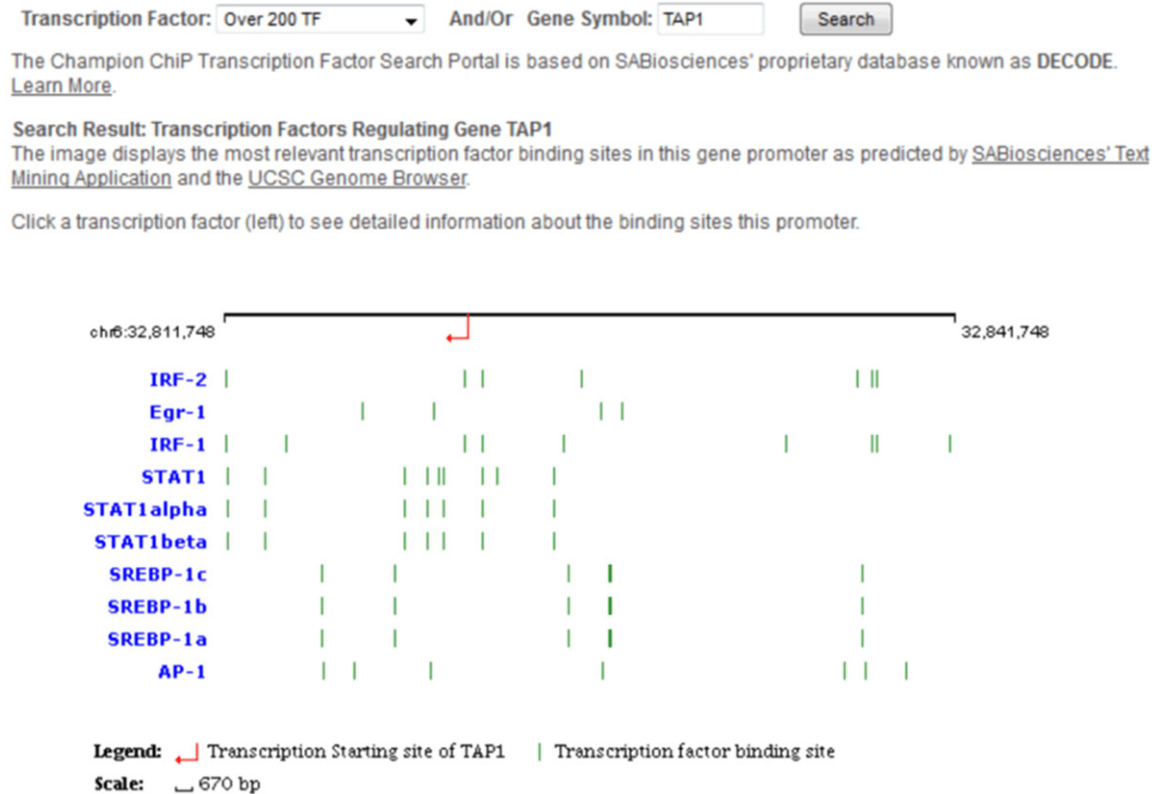 Transcription Factor: Over 200 TF And/Or Gene Symbol: TAP1 Search
The Champion ChiP Transcription Factor Search Portal is based on SABiosciences' proprietary database known as DECODE.
Learn More.
Search Result: Transcription Factors Regulating Gene TAP1
The image displays the most relevant transcription factor binding sites in this gene promoter as predicted by SABiosciences' Text
Mining Application and the UCSC Genome Browser.
Click a transcription factor (left) to see detailed information about the binding sites this promoter.
chr6:32,811,748 32,841,748
IRF-2
Egr-1
IRF-1
STAT1
STAT1alpha
STAT1beta
SREBP-1c
SREBP-1b
SREBP-1a
AP-1
Legend: Transcription Starting site of TAP1 | Transcription factor binding site
Scale: 670 bp